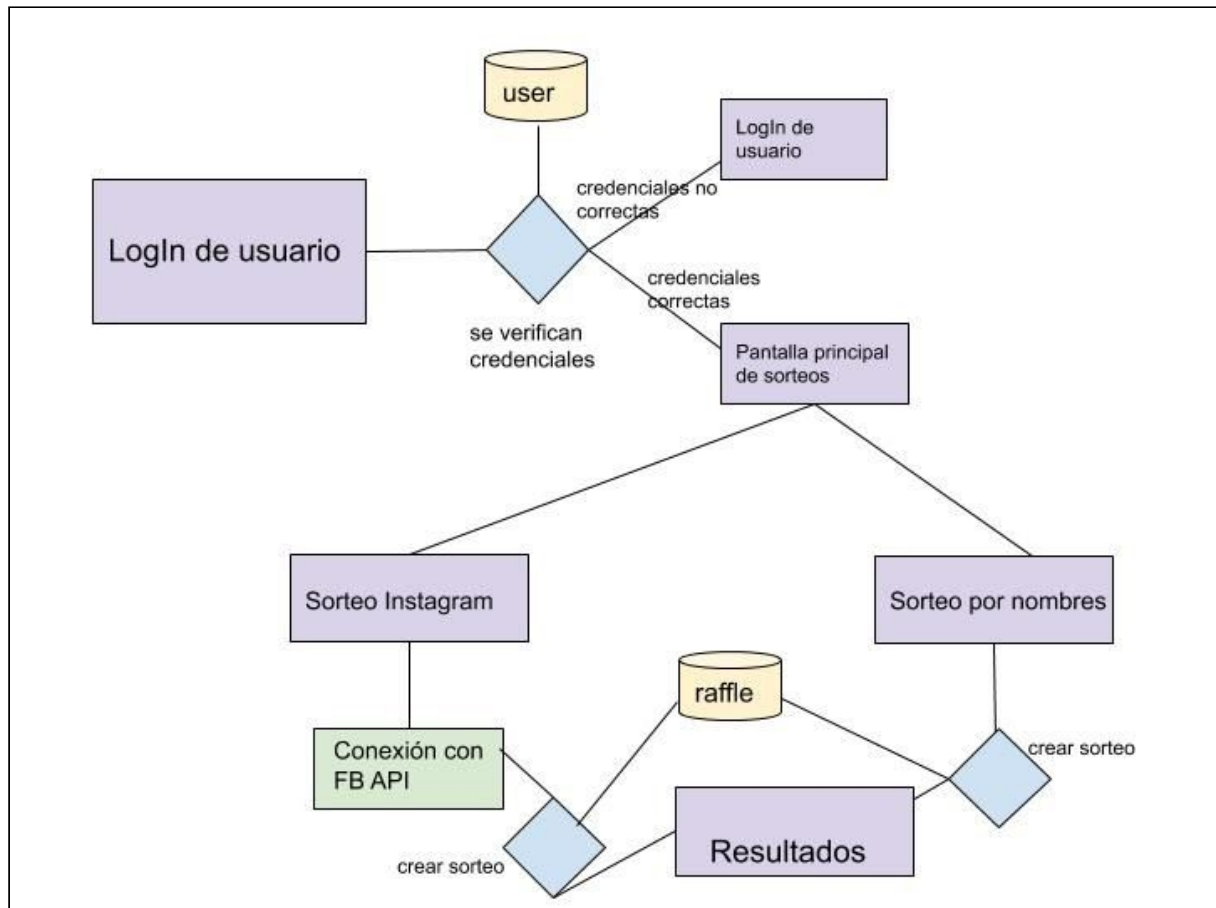 user
LogIn de
usuario
credenciales no
correctas
LogIn de usuario
credenciales
correctas
se verifican
credenciales
Pantalla principal
de sorteos
Sorteo Instagram
Sorteo por nombres
raffle
Conexión con
FB API
crear sorteo
Resultados
crear sorteo